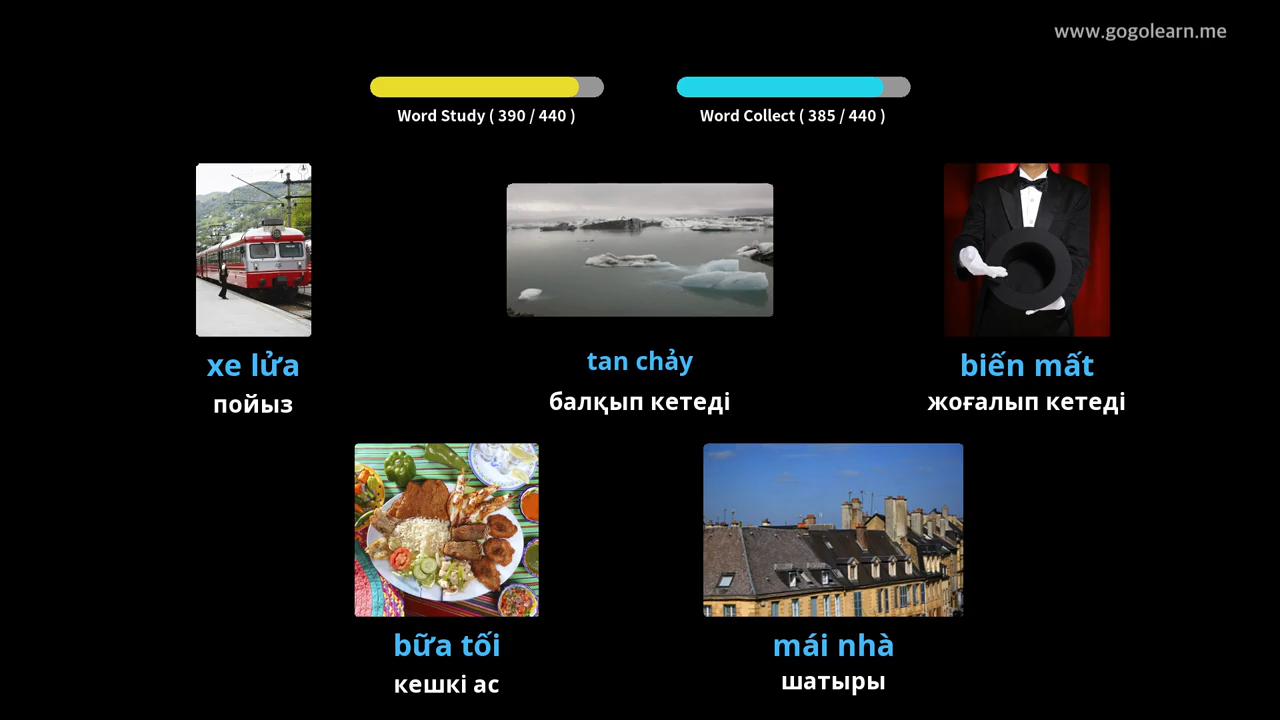 www.gogolearn.me
Word Study ( 390 / 440 )
Word Collect ( 385 / 440 )
xe lửa
пойыз
tan chảy
балқып кетеді
biến mất
жоғалып кетеді
bữa tối
кешкі ас
mái nhà
шатыры